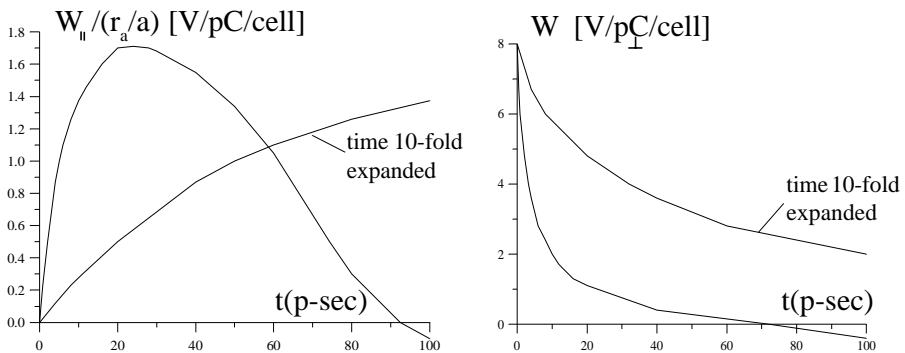 W∥/(ra/a) [V/pC/cell]
1.8
1.6
1.4
1.2
1.0
0.8
0.6
0.4
0.2
0.0
time 10-fold
expanded
t(p-sec)
0 20 40 60 80 100
W⊥ [V/pC/cell]
8
6
4
2
0
time 10-fold
expanded
t(p-sec)
0 20 40 60 80 100